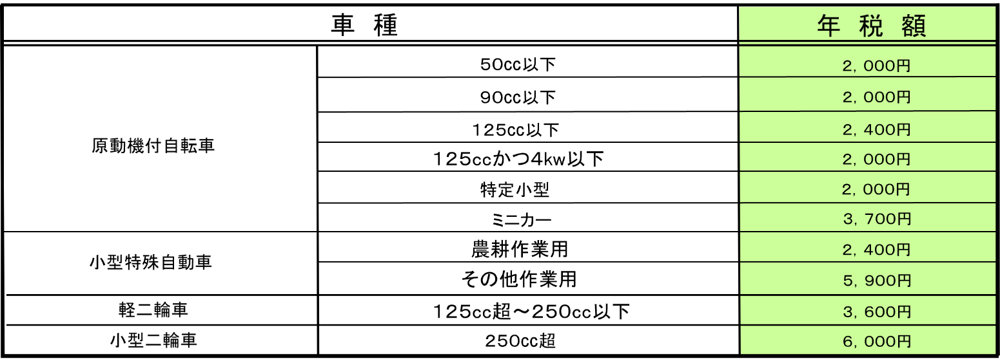 車　種 年　税　額
50cc以下 2，000円
90cc以下 2，000円
125cc以下 2，400円
原動機付自転車
125ccかつ4kw以下 2，000円
特定小型 2，000円
ミニカー 3，700円
農耕作業用 2，400円
小型特殊自動車
その他作業用 5，900円
軽二輪車 125cc超～250cc以下 3，600円
小型二輪車 250cc超 6，000円